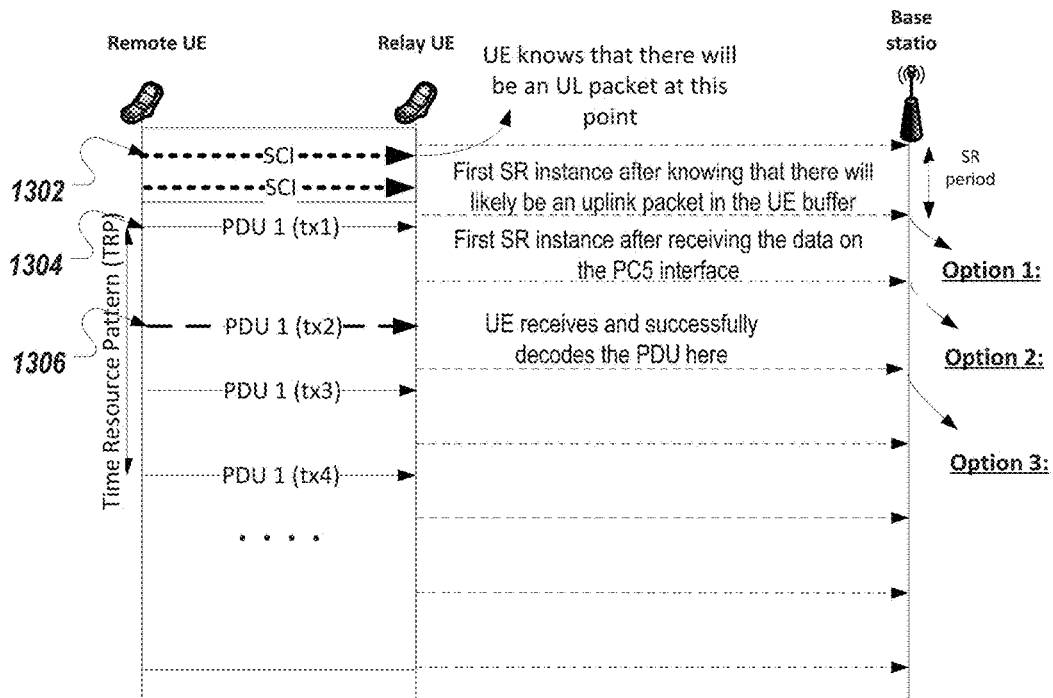 Remote UE
Relay UE
Base
statio
UE knows that there will
be an UL packet at this
point
SCI
SCI
1302
First SR instance after knowing that there will
likely be an uplink packet in the UE buffer
SR
period
PDU 1 (tx1)
1304
First SR instance after receiving the data on
the PC5 interface
Option 1:
Time Resource Pattern (TRP)
PDU 1 (tx2)
1306
UE receives and successfully
decodes the PDU here
Option 2:
PDU 1 (tx3)
PDU 1 (tx4)
Option 3:
. . . .